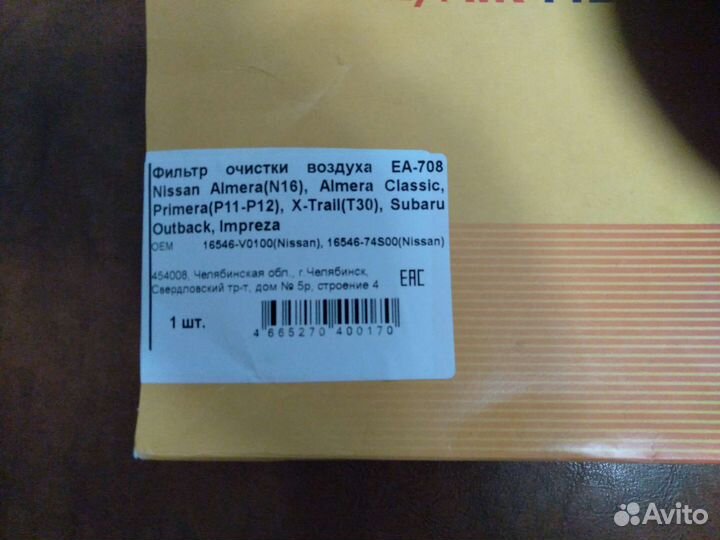 Фильтр очистки воздуха EA-708
Nissan Almera(N16), Almera Classic,
Primera(P11-P12), X-Trail(T30), Subaru
Outback, Impreza
OEM 16546-V0100(Nissan), 16546-74S00(Nissan)
454008, Челябинская обл., г.Челябинск,
Свердловский тр-т, дом № 5р, строение 4
EAC
1 шт.
4 665270 400170
Avito